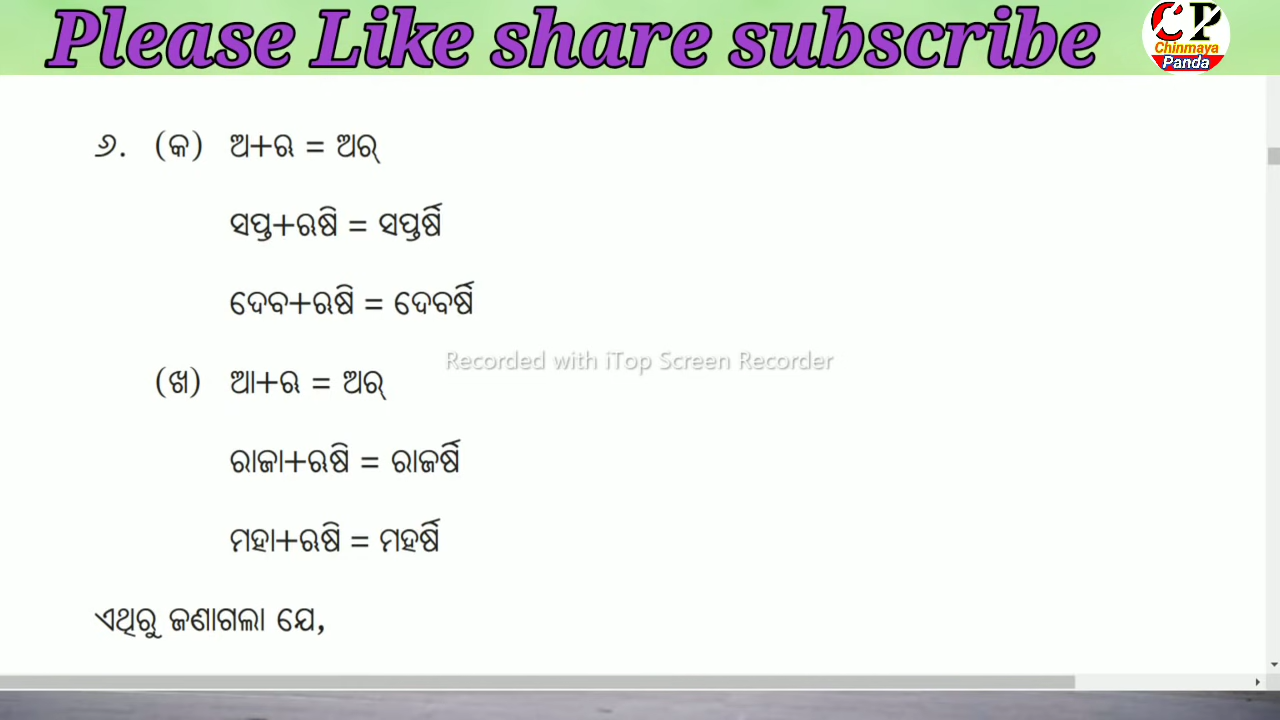 Please Like share subscribe
CP
Chinmaya
Panda
୬. (କ) ଅ+ଋ = ଅର୍
ସପ୍ତ+ଋଷି = ସପ୍ତର୍ଷି
ଦେବ+ଋଷି = ଦେବର୍ଷି
Recorded with iTop Screen Recorder
(ଖ) ଆ+ଋ = ଅର୍
ରାଜା+ଋଷି = ରାଜର୍ଷି
ମହା+ଋଷି = ମହର୍ଷି
ଏଥିରୁ ଜଣାଗଲା ଯେ,